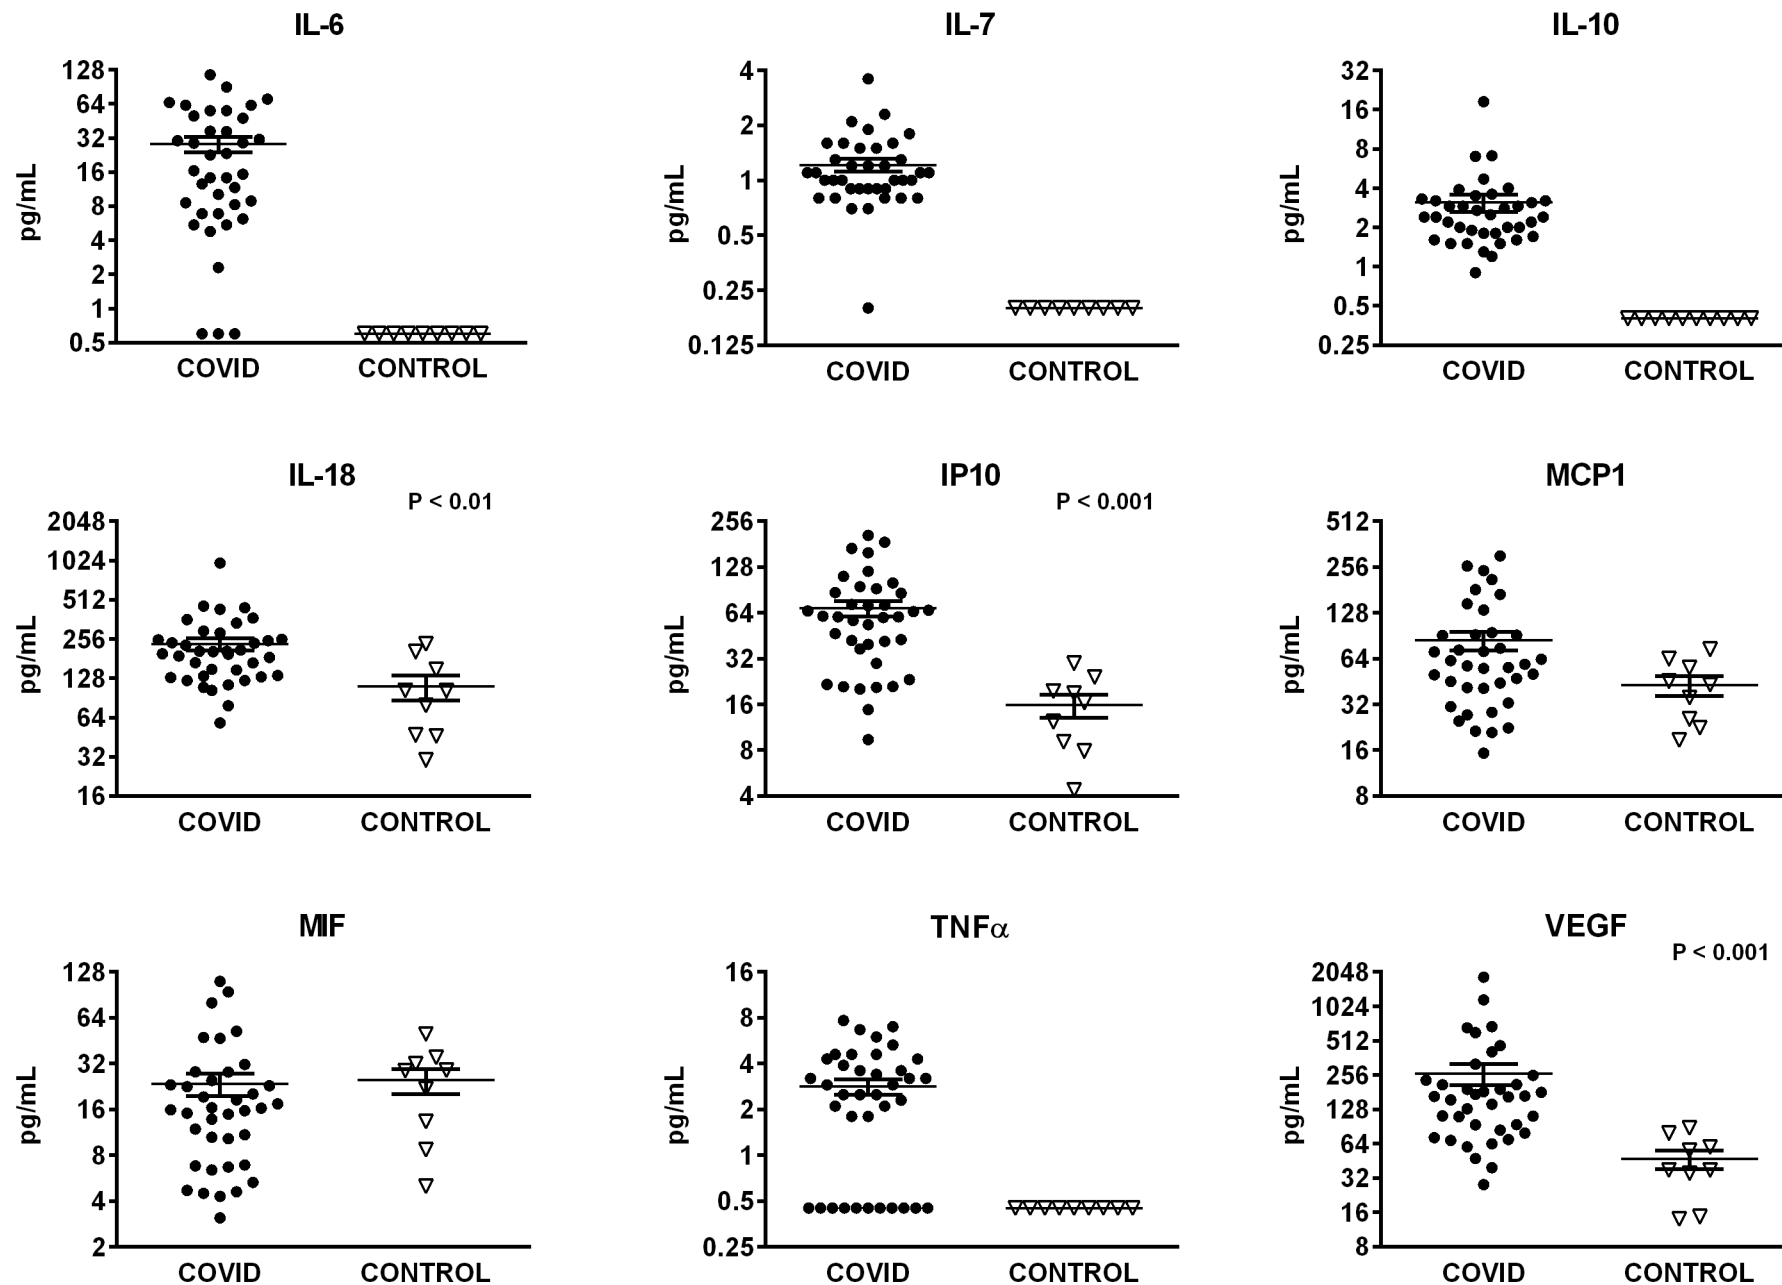 IL-6
128
64
32
16
8
4
2
1
0.5
pg/mL
COVID
CONTROL
IL-7
4
2
1
0.5
0.25
0.125
pg/mL
COVID
CONTROL
IL-10
32
16
8
4
2
1
0.5
0.25
pg/mL
COVID
CONTROL
IL-18
P < 0.01
2048
1024
512
256
128
64
32
16
pg/mL
COVID
CONTROL
IP10
P < 0.001
256
128
64
32
16
8
4
pg/mL
COVID
CONTROL
MCP1
512
256
128
64
32
16
8
pg/mL
COVID
CONTROL
MIF
128
64
32
16
8
4
2
pg/mL
COVID
CONTROL
TNFα
16
8
4
2
1
0.5
0.25
pg/mL
COVID
CONTROL
VEGF
P < 0.001
2048
1024
512
256
128
64
32
16
8
pg/mL
COVID
CONTROL